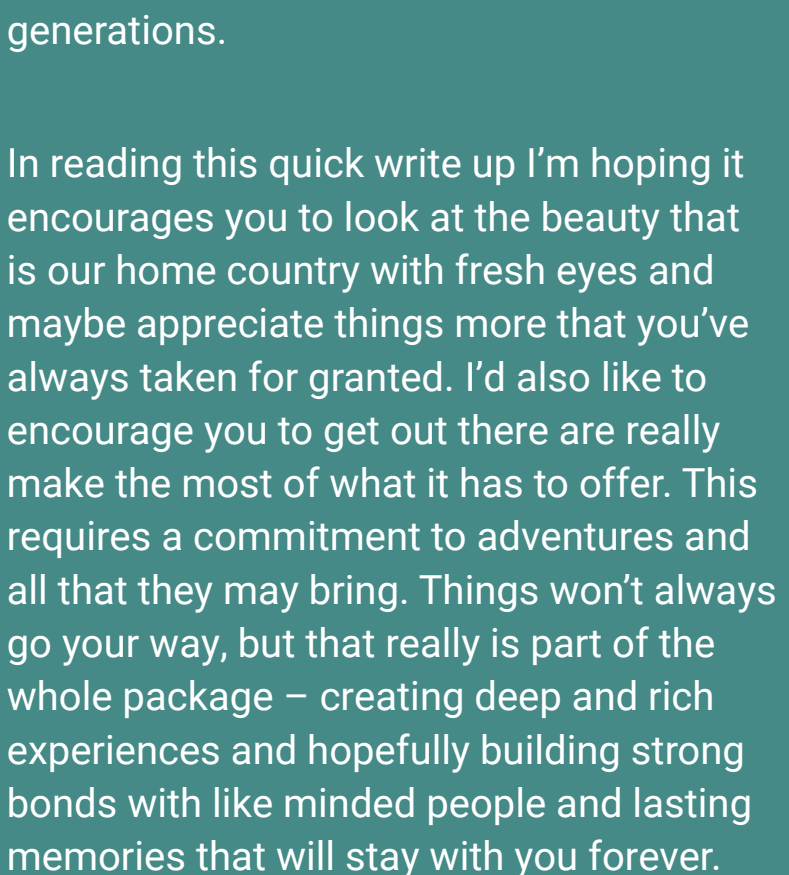 generations.
In reading this quick write up I’m hoping it
encourages you to look at the beauty that
is our home country with fresh eyes and
maybe appreciate things more that you’ve
always taken for granted. I’d also like to
encourage you to get out there are really
make the most of what it has to offer. This
requires a commitment to adventures and
all that they may bring. Things won’t always
go your way, but that really is part of the
whole package – creating deep and rich
experiences and hopefully building strong
bonds with like minded people and lasting
memories that will stay with you forever.